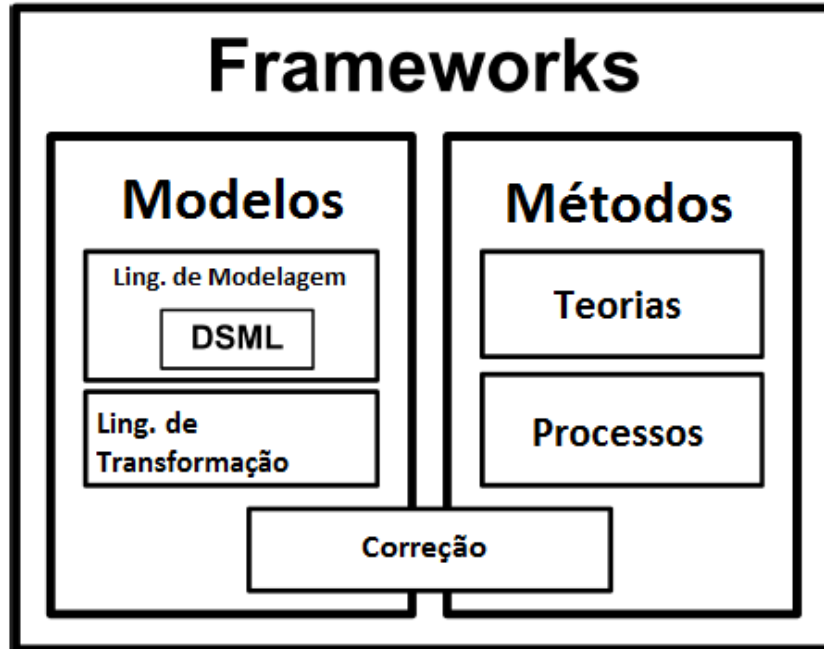 Frameworks
Modelos
Ling. de Modelagem
DSML
Ling. de
Transformação
Métodos
Teorias
Processos
Correção